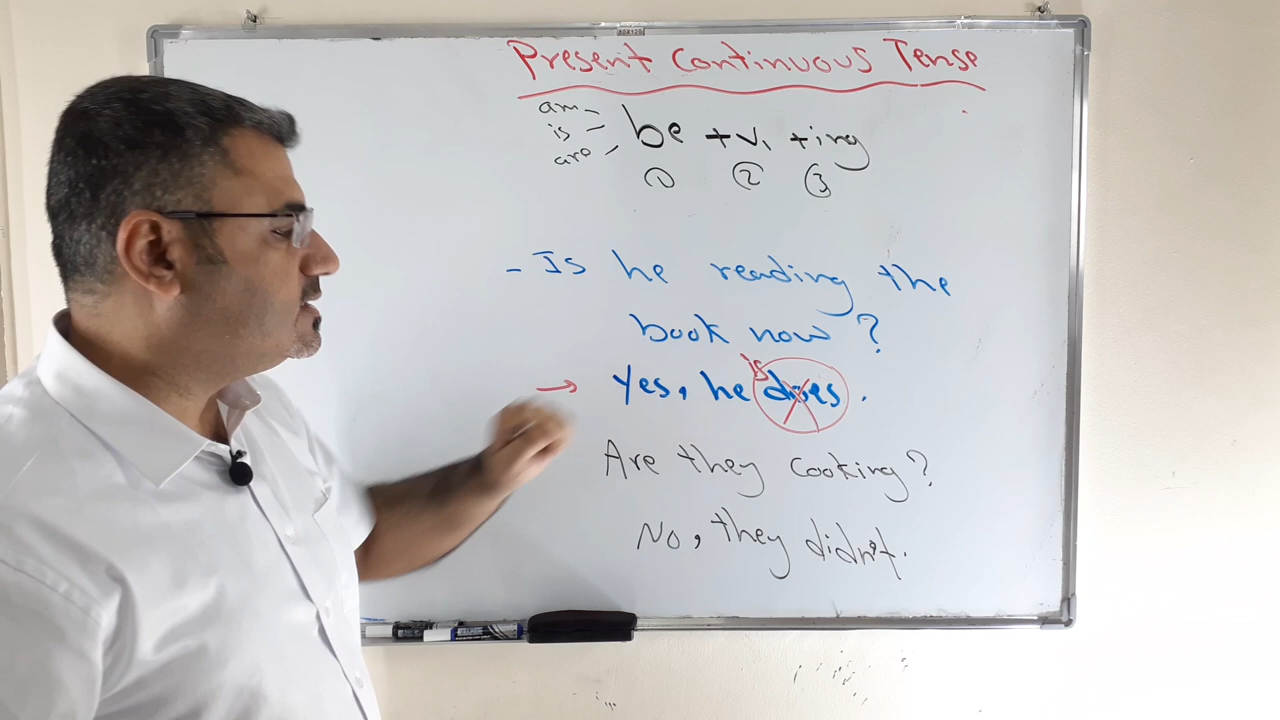 Present Continuous Tense
am
is
are
be +V1 +ing
① ② ③
- Is he reading the
book now ?
is
→ Yes, he does .
Are they cooking?
No, they didn't.